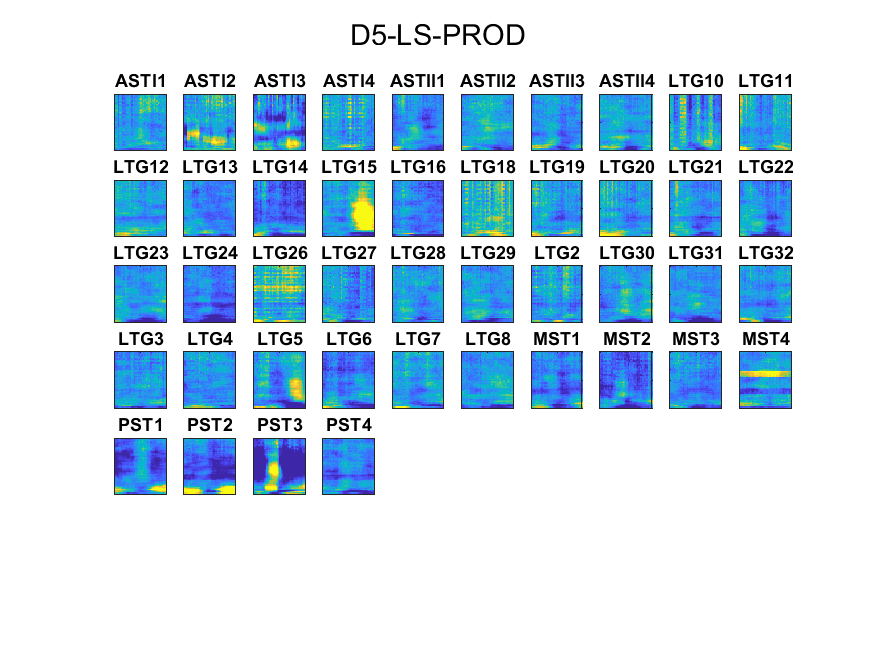 D5-LS-PROD
ASTI1 ASTI2 ASTI3 ASTI4 ASTII1 ASTII2 ASTII3 ASTII4 LTG10 LTG11
LTG12 LTG13 LTG14 LTG15 LTG16 LTG18 LTG19 LTG20 LTG21 LTG22
LTG23 LTG24 LTG26 LTG27 LTG28 LTG29 LTG2 LTG30 LTG31 LTG32
LTG3 LTG4 LTG5 LTG6 LTG7 LTG8 MST1 MST2 MST3 MST4
PST1 PST2 PST3 PST4